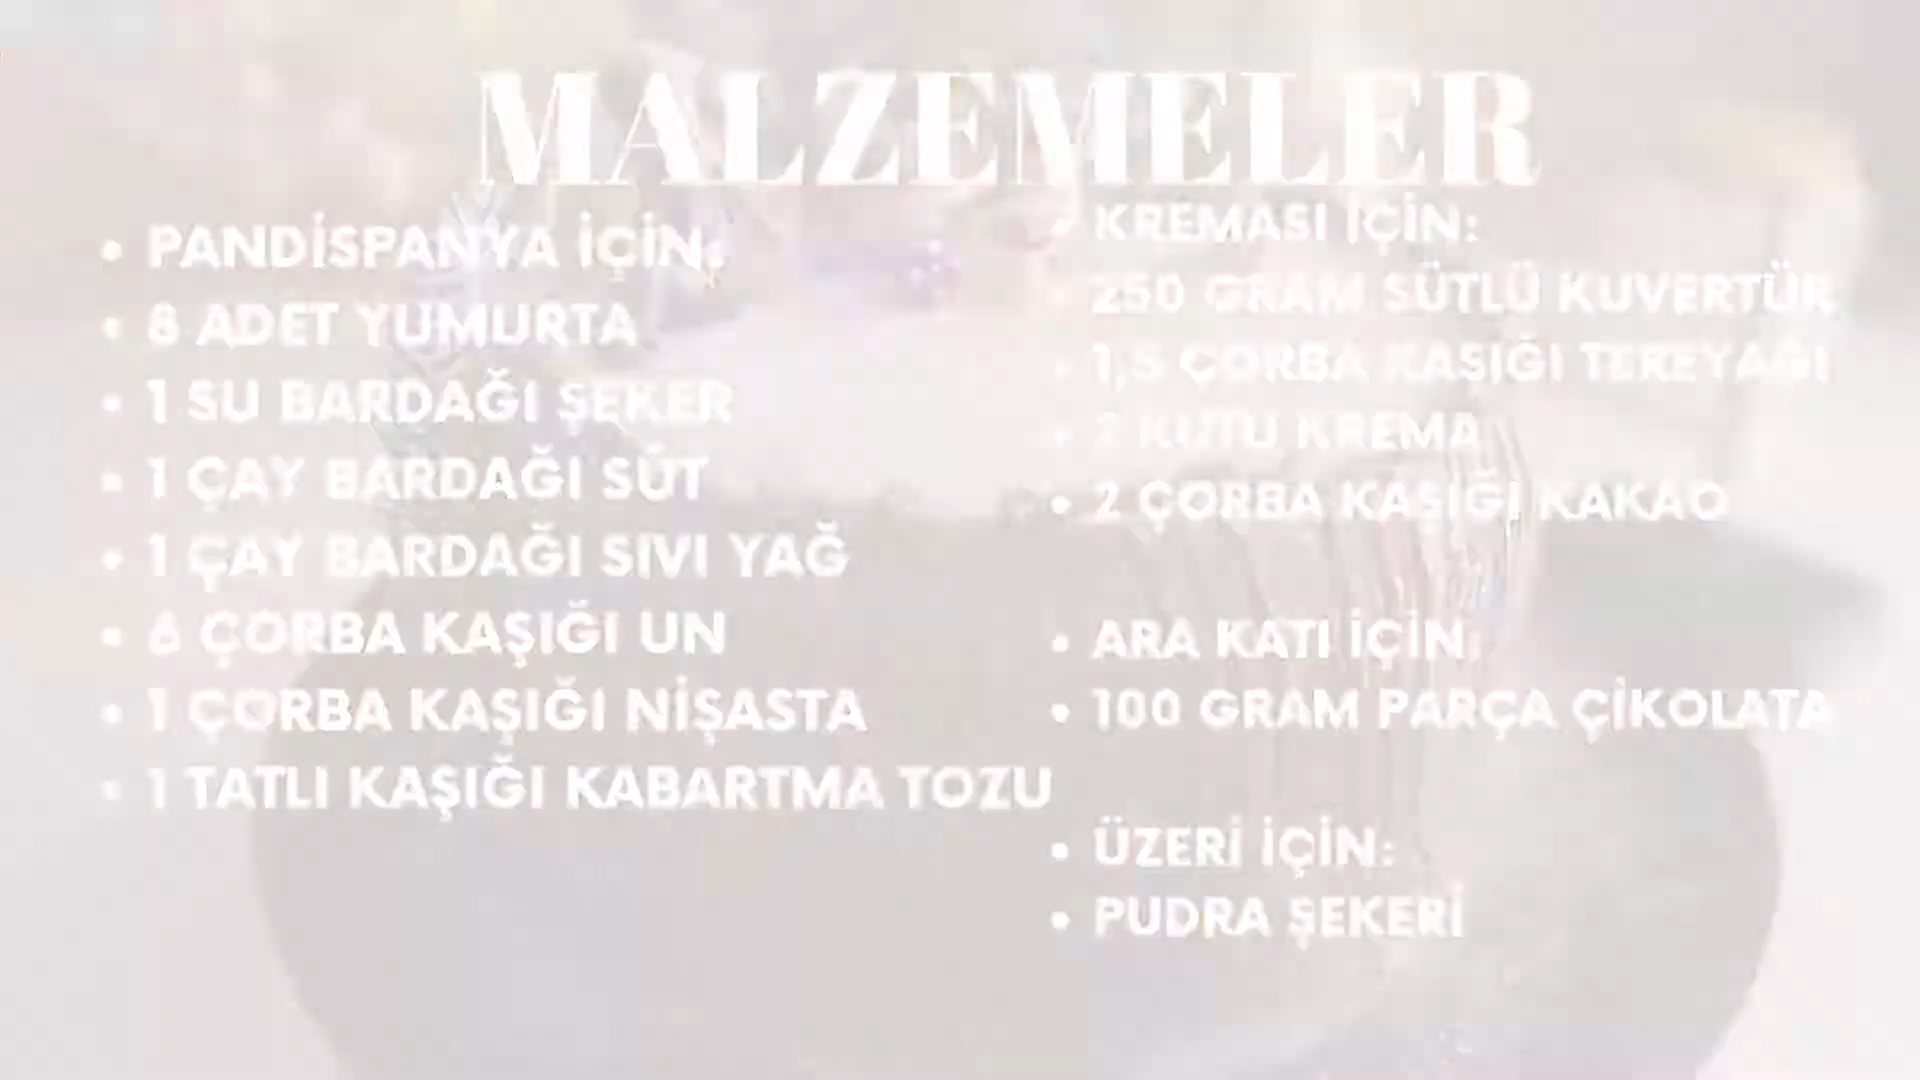 MALZEMELER
PANDİSPANYA İÇİN:
ADET YUMURTA
1 SU BARDAĞI ŞEKER
1 ÇAY BARDAĞI SÜT
1 ÇAY BARDAĞI SIVI YAĞ
6 ÇORBA KAŞIĞI UN
1 ÇORBA KAŞIĞI NİŞASTA
1 TATLI KAŞIĞI KABARTMA TOZU
KREMASI İÇİN:
250 GRAM SÜTLÜ KUVERTÜR
1,5 ÇORBA KAŞIĞI TEREYAĞI
2 KUTU KREMA
2 ÇORBA KAŞIĞI KAKAO
ARA KATI İÇİN:
100 GRAM PARÇA ÇİKOLATA
ÜZERİ İÇİN:
PUDRA ŞEKERİ